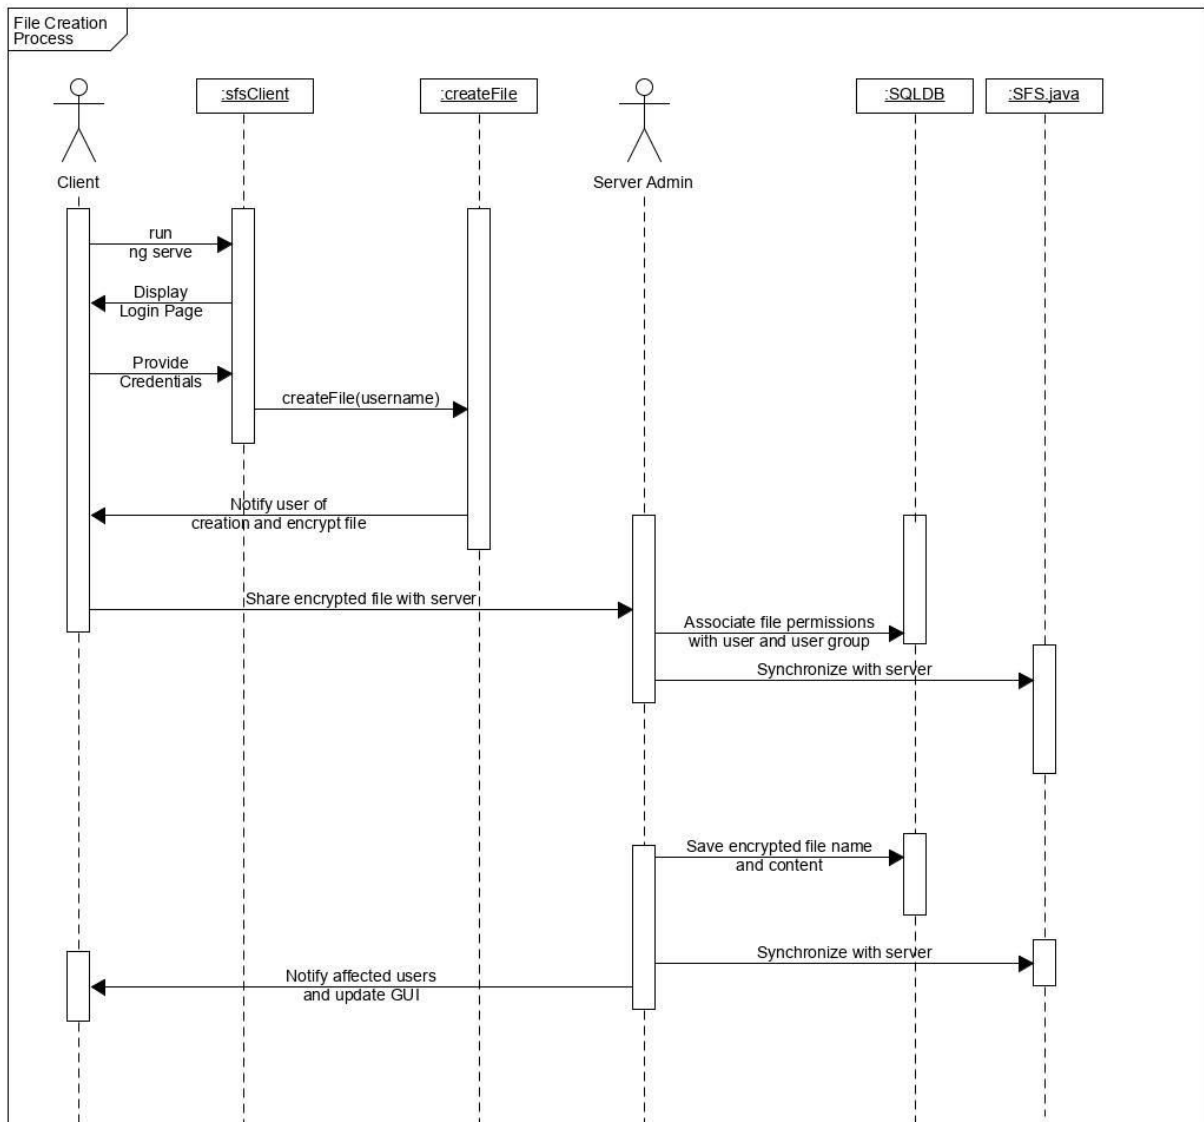 File Creation
Process
:sfsClient
:createFile
:SQLDB
:SFS.java
Client
Server Admin
run
ng serve
Display
Login Page
Provide
Credentials
createFile(username)
Notify user of
creation and encrypt file
Share encrypted file with server
Associate file permissions
with user and user group
Synchronize with server
Save encrypted file name
and content
Synchronize with server
Notify affected users
and update GUI